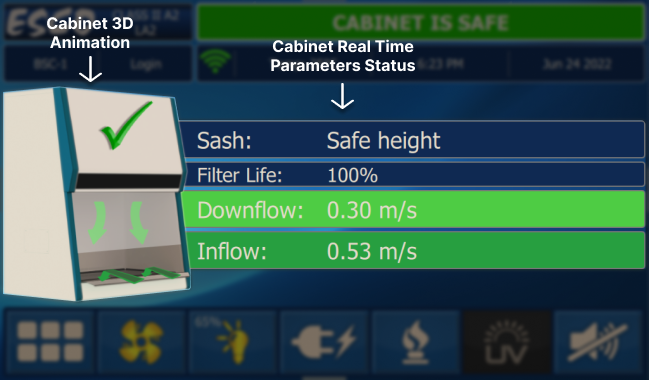 ESCO
CLASS II A2
LA2
CABINET IS SAFE
Cabinet 3D
Animation
Cabinet Real Time
Parameters Status
BSC-1
Login
6:23 PM
Jun 24 2022
Sash: Safe height
Filter Life: 100%
Downflow: 0.30 m/s
Inflow: 0.53 m/s
65%
UV